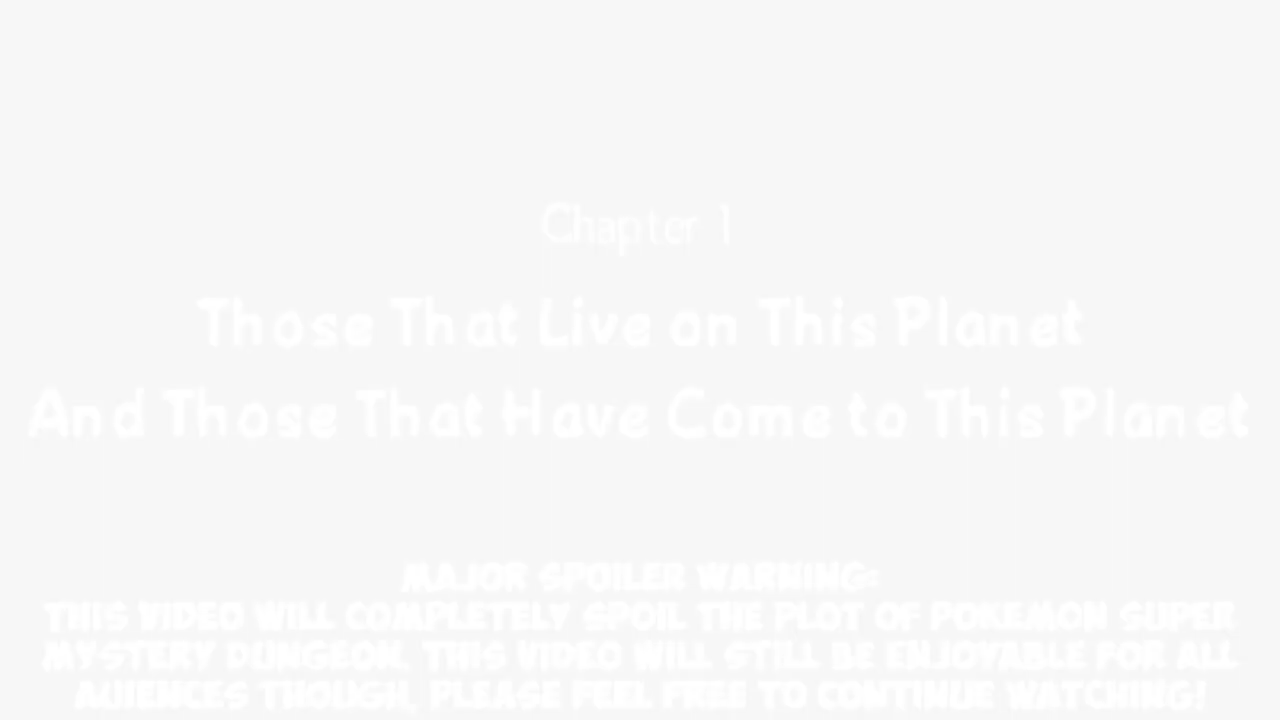 Chapter 1
Those That Live on This Planet
And Those That Have Come to This Planet
MAJOR SPOILER WARNING:
THIS VIDEO WILL COMPLETELY SPOIL THE PLOT OF POKEMON SUPER
MYSTERY DUNGEON. THIS VIDEO WILL STILL BE ENJOYABLE FOR ALL
AUIENCES THOUGH, PLEASE FEEL FREE TO CONTINUE WATCHING!